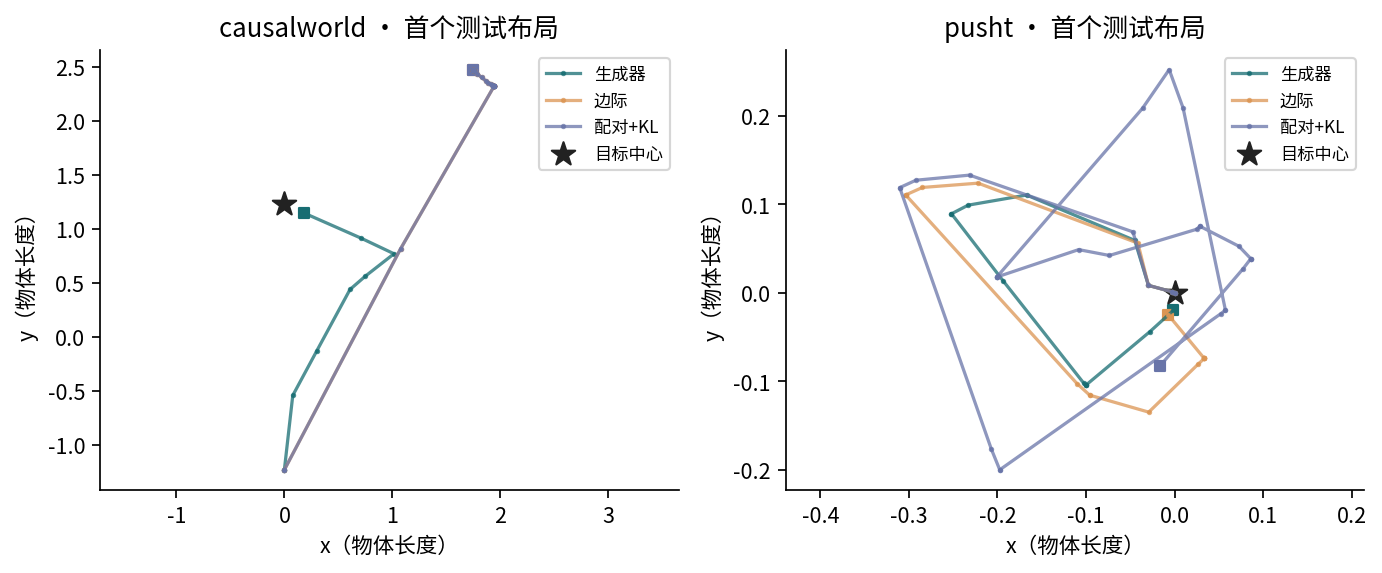 causalworld · 首个测试布局
2.5
2.0
1.5
1.0
0.5
0.0
-0.5
-1.0
y（物体长度）
-1
0
1
2
3
x（物体长度）
生成器
边际
配对+KL
目标中心
pusht · 首个测试布局
0.2
0.1
0.0
-0.1
-0.2
y（物体长度）
-0.4
-0.3
-0.2
-0.1
0.0
0.1
0.2
x（物体长度）
生成器
边际
配对+KL
目标中心